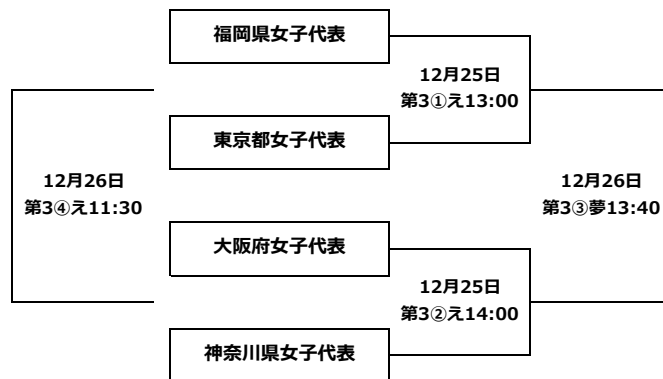 福岡県女子代表
12月25日
第3①え13:00
東京都女子代表
12月26日
第3④え11:30
12月26日
第3③夢13:40
大阪府女子代表
12月25日
第3②え14:00
神奈川県女子代表